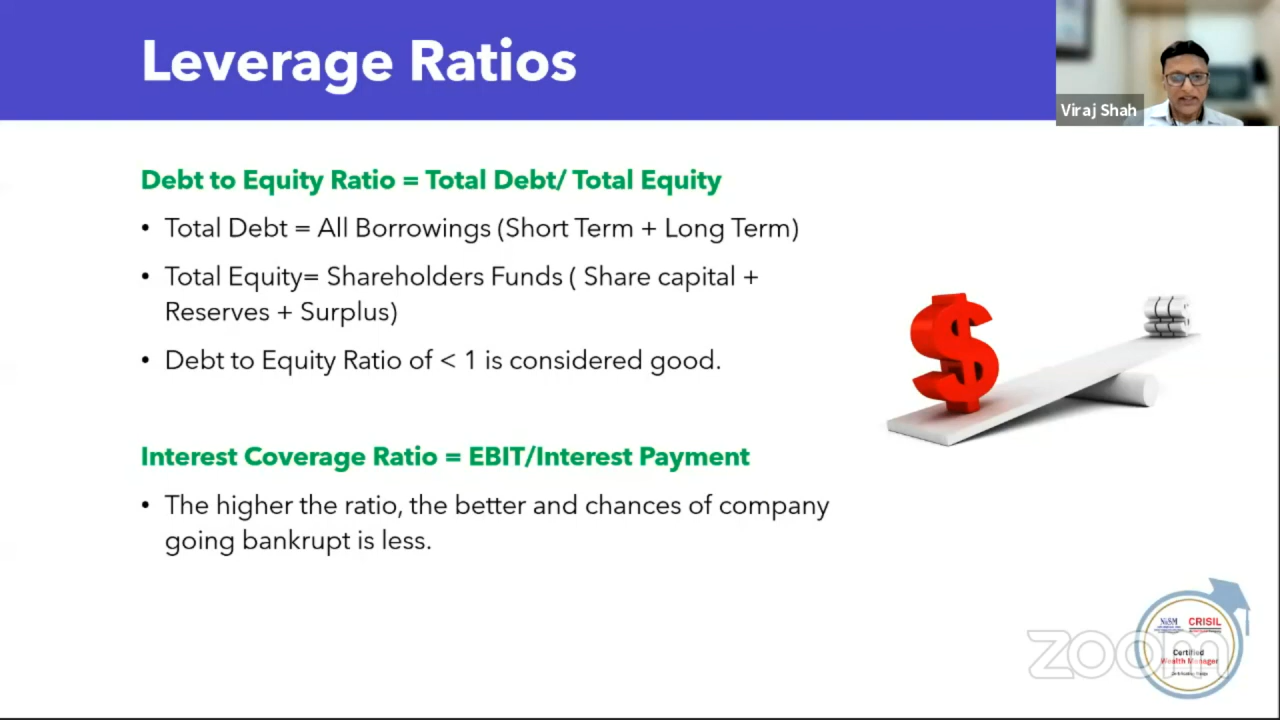 Leverage Ratios
Viraj Shah
Debt to Equity Ratio = Total Debt/ Total Equity
• Total Debt = All Borrowings (Short Term + Long Term)
• Total Equity= Shareholders Funds ( Share capital +
Reserves + Surplus)
• Debt to Equity Ratio of < 1 is considered good.
Interest Coverage Ratio = EBIT/Interest Payment
• The higher the ratio, the better and chances of company
going bankrupt is less.
NISM CRISIL
zoom
Certified
Wealth Manager